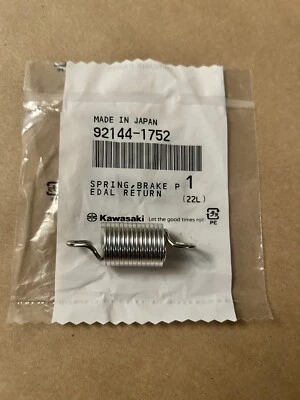 MADE IN JAPAN
92144-1752
SPRING,BRAKE P 1
EDAL RETURN (22L)
Kawasaki Let the good times roll
PE